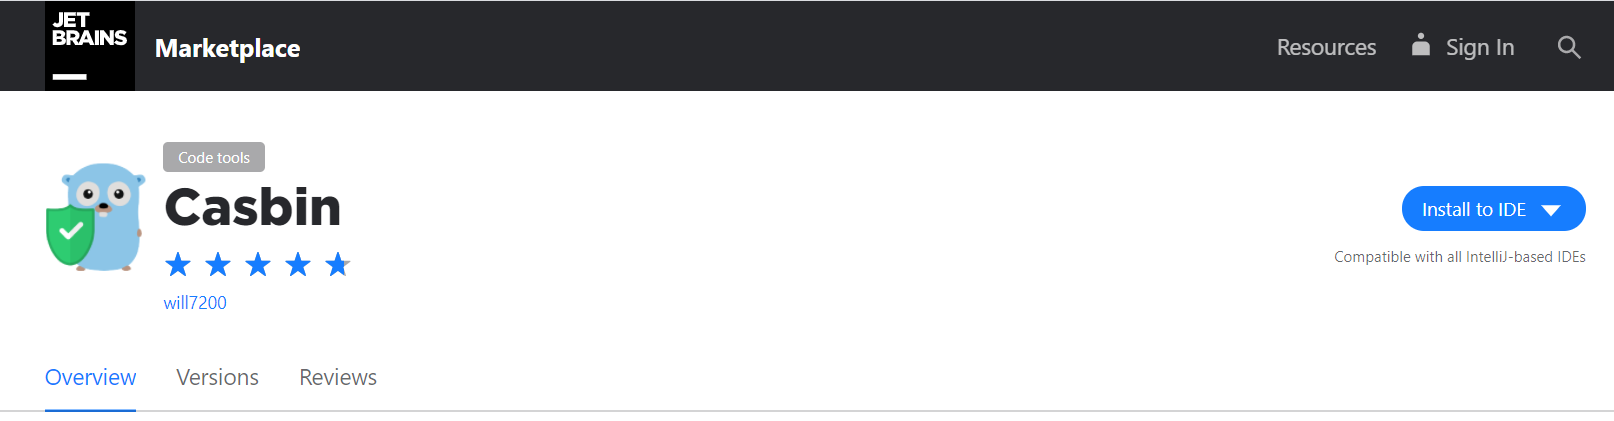 JET
BRAINS
Marketplace
Resources
Sign In
Code tools
Casbin
will7200
Install to IDE
Compatible with all IntelliJ-based IDEs
Overview
Versions
Reviews